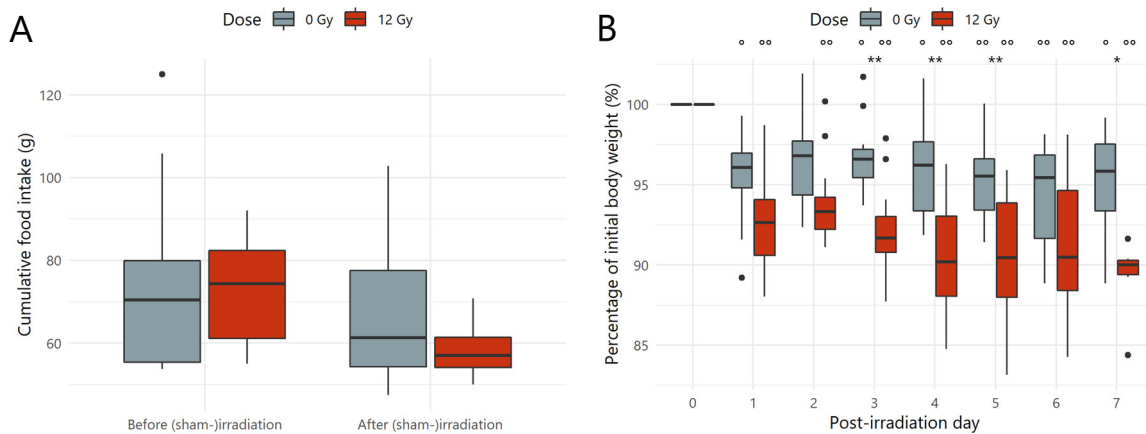 A
Dose 0 Gy 12 Gy
Cumulative food intake (g)
120
100
80
60
Before (sham-)irradiation After (sham-)irradiation
B
Dose 0 Gy 12 Gy
° °° °° ° °° ° °° °° °° °° °° ° °°
** ** ** *
Percentage of initial body weight (%)
100
95
90
85
0 1 2 3 4 5 6 7
Post-irradiation day